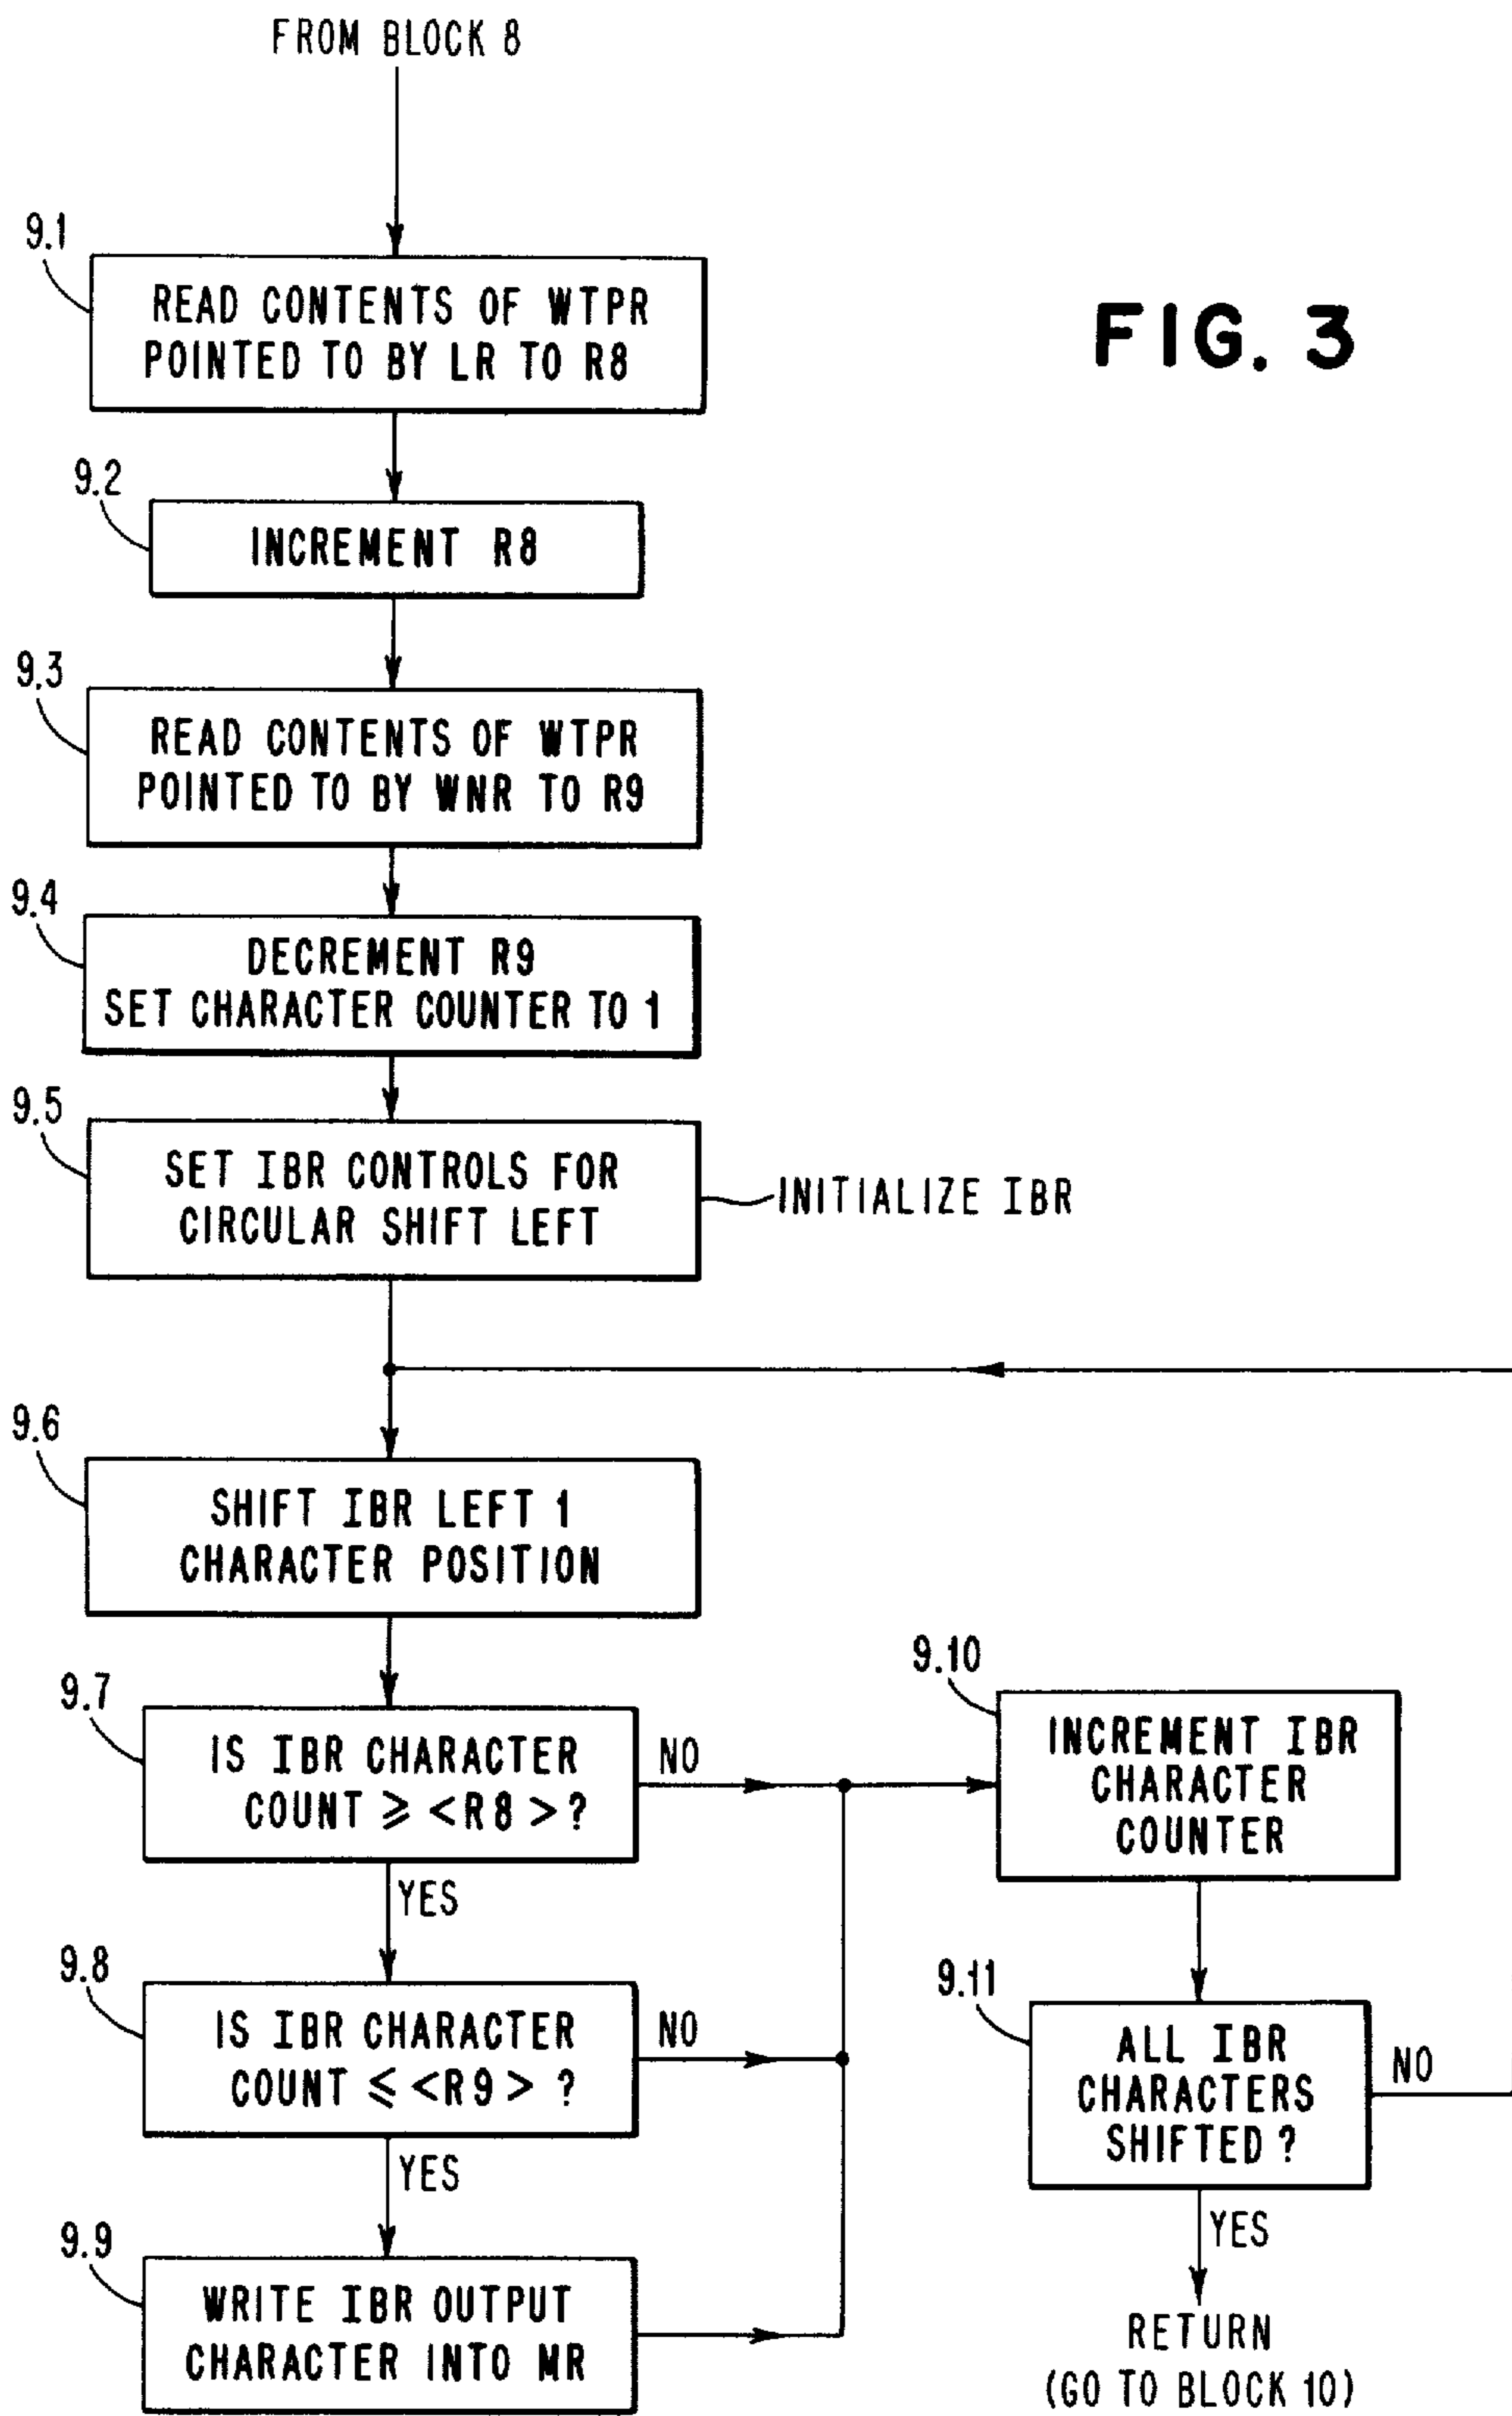 FROM BLOCK 8
FIG. 3
9.1
READ CONTENTS OF WTPR
POINTED TO BY LR TO R8
9.2
INCREMENT R8
9.3
READ CONTENTS OF WTPR
POINTED TO BY WNR TO R9
9.4
DECREMENT R9
SET CHARACTER COUNTER TO 1
9.5
SET IBR CONTROLS FOR
CIRCULAR SHIFT LEFT
INITIALIZE IBR
9.6
SHIFT IBR LEFT 1
CHARACTER POSITION
9.7
IS IBR CHARACTER
COUNT ⩾ <R8>?
NO
YES
9.8
IS IBR CHARACTER
COUNT ⩽ <R9> ?
NO
YES
9.9
WRITE IBR OUTPUT
CHARACTER INTO MR
9.10
INCREMENT IBR
CHARACTER
COUNTER
9.11
ALL IBR
CHARACTERS
SHIFTED ?
NO
YES
RETURN
(GO TO BLOCK 10)